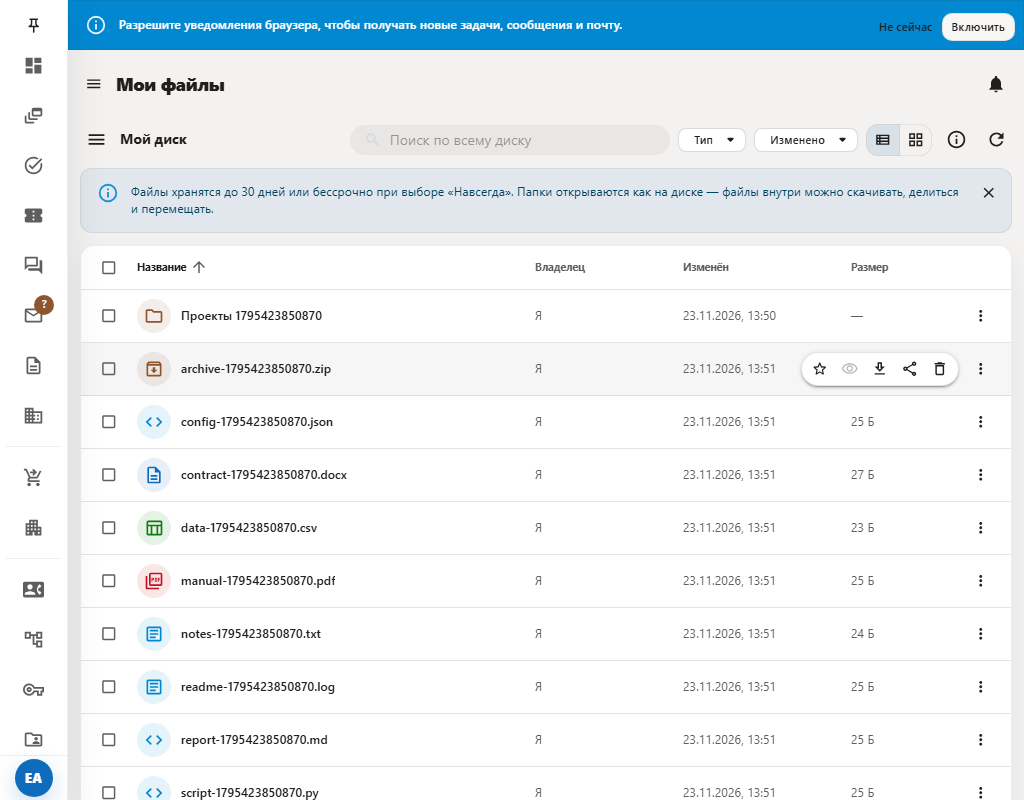 Разрешите уведомления браузера, чтобы получать новые задачи, сообщения и почту.
Не сейчас
Включить
Мои файлы
Мой диск
Поиск по всему диску
Тип
Изменено
?
Файлы хранятся до 30 дней или бессрочно при выборе «Навсегда». Папки открываются как на диске — файлы внутри можно скачивать, делиться
и перемещать.
Название Владелец Изменён Размер
Проекты 1795423850870 Я 23.11.2026, 13:50 —
archive-1795423850870.zip Я 23.11.2026, 13:51
config-1795423850870.json Я 23.11.2026, 13:51 25 Б
contract-1795423850870.docx Я 23.11.2026, 13:51 27 Б
data-1795423850870.csv Я 23.11.2026, 13:51 23 Б
PDF manual-1795423850870.pdf Я 23.11.2026, 13:51 25 Б
notes-1795423850870.txt Я 23.11.2026, 13:51 24 Б
readme-1795423850870.log Я 23.11.2026, 13:51 25 Б
report-1795423850870.md Я 23.11.2026, 13:51 25 Б
script-1795423850870.py Я 23.11.2026, 13:51 25 Б
EA